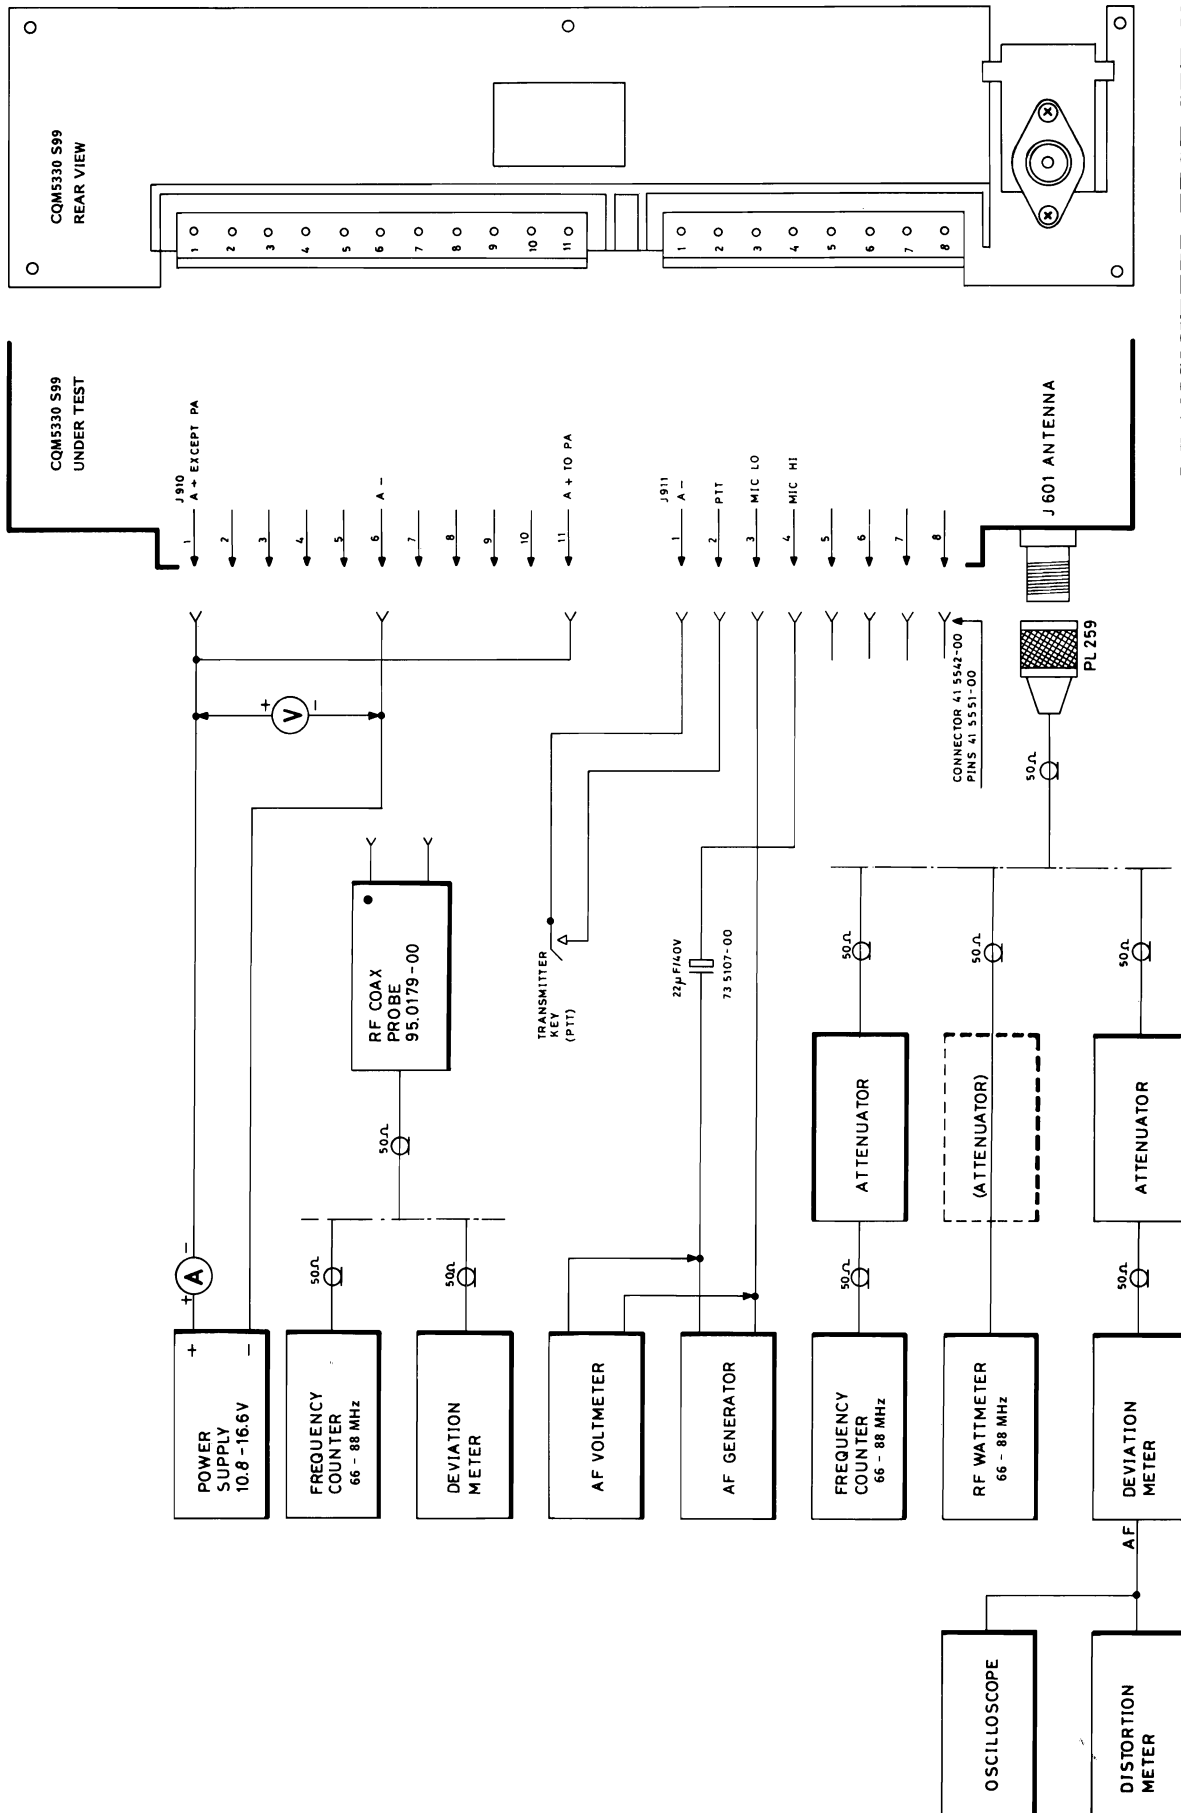 CQM5330 S99
REAR VIEW
1
2
3
4
5
6
7
8
9
10
11
1
2
3
4
5
6
7
8
CQM5330 S99
UNDER TEST
J910
1
A + EXCEPT PA
2
3
4
5
6
A -
7
8
9
10
11
A + TO PA
J911
1
A -
2
PTT
3
MIC LO
4
MIC HI
5
6
7
8
J601 ANTENNA
PL259
CONNECTOR 41 5542-00
PINS 41 5551-00
50Ω
+
V
-
RF COAX
PROBE
95.0179-00
50Ω
TRANSMITTER
KEY
(PTT)
22µF/40V
73 5107-00
50Ω
50Ω
50Ω
ATTENUATOR
(ATTENUATOR)
ATTENUATOR
+
A
-
50Ω
50Ω
50Ω
50Ω
+
-
POWER
SUPPLY
10.8-16.6V
FREQUENCY
COUNTER
66 - 88 MHz
DEVIATION
METER
AF VOLTMETER
AF GENERATOR
FREQUENCY
COUNTER
66 - 88 MHz
RF WATTMETER
66 - 88 MHz
DEVIATION
METER
AF
OSCILLOSCOPE
DISTORTION
METER